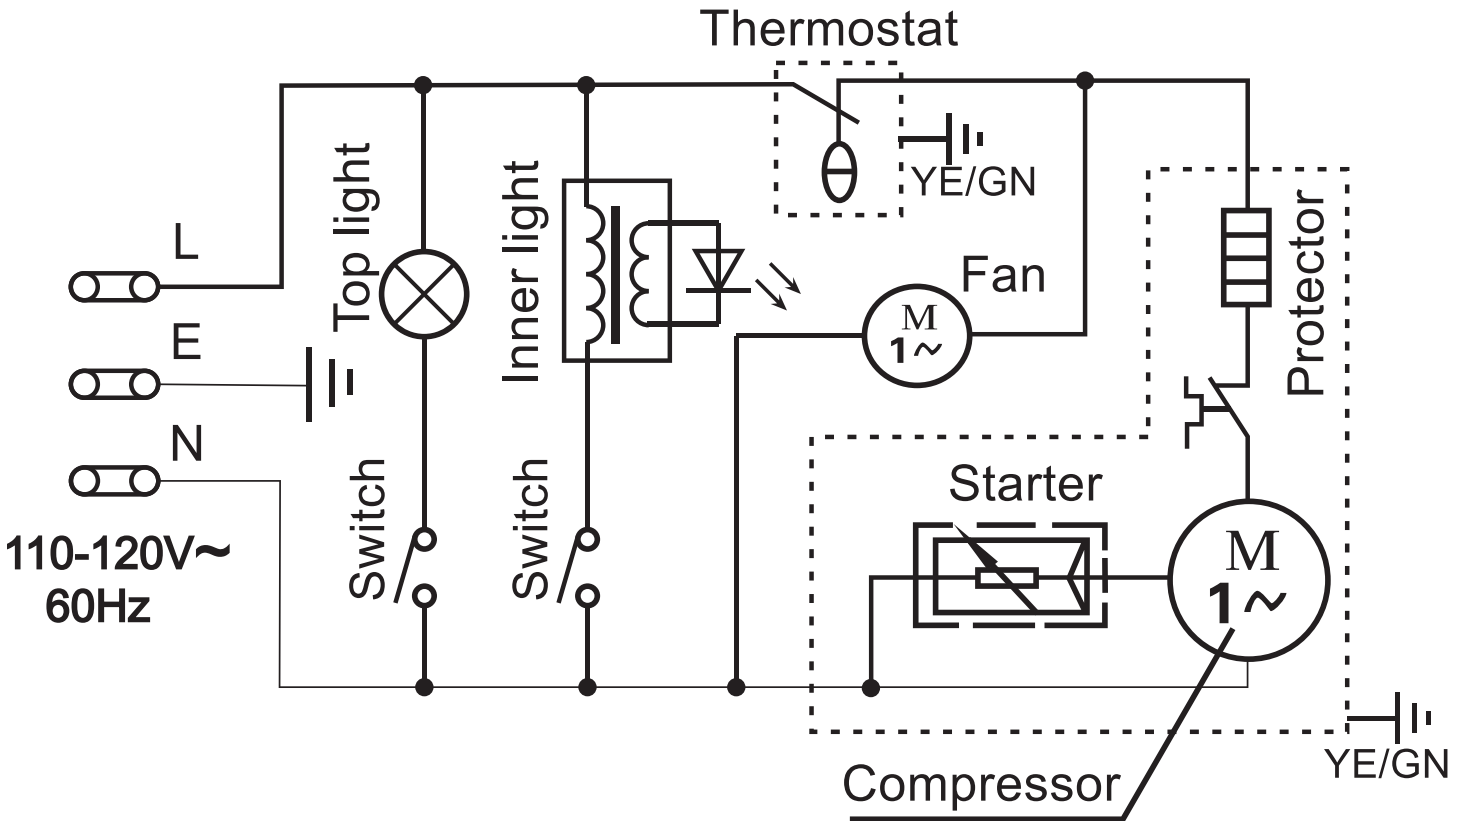 Thermostat
L
Top light
Inner light
YE/GN
Protector
Fan
M
1~
E
N
Switch
Switch
Starter
M
1~
110-120V~
60Hz
YE/GN
Compressor